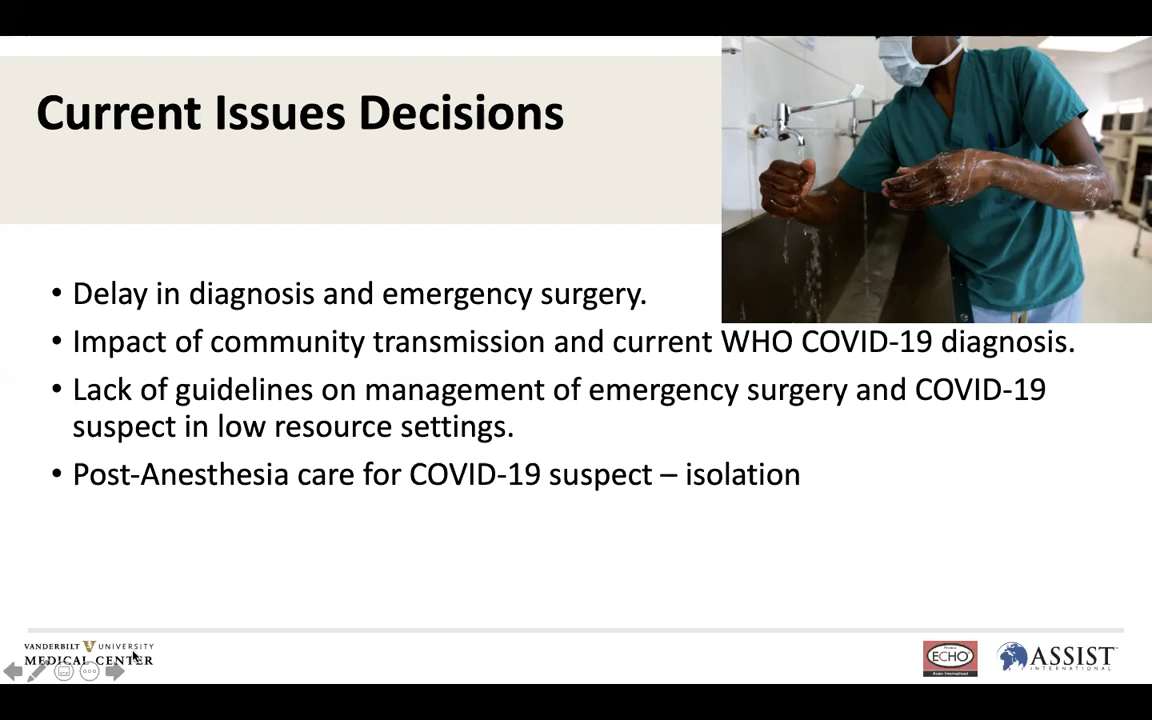 Current Issues Decisions
• Delay in diagnosis and emergency surgery.
• Impact of community transmission and current WHO COVID-19 diagnosis.
• Lack of guidelines on management of emergency surgery and COVID-19
suspect in low resource settings.
• Post-Anesthesia care for COVID-19 suspect – isolation
VANDERBILT V UNIVERSITY
MEDICAL CENTER
ECHO
ASSIST
INTERNATIONAL